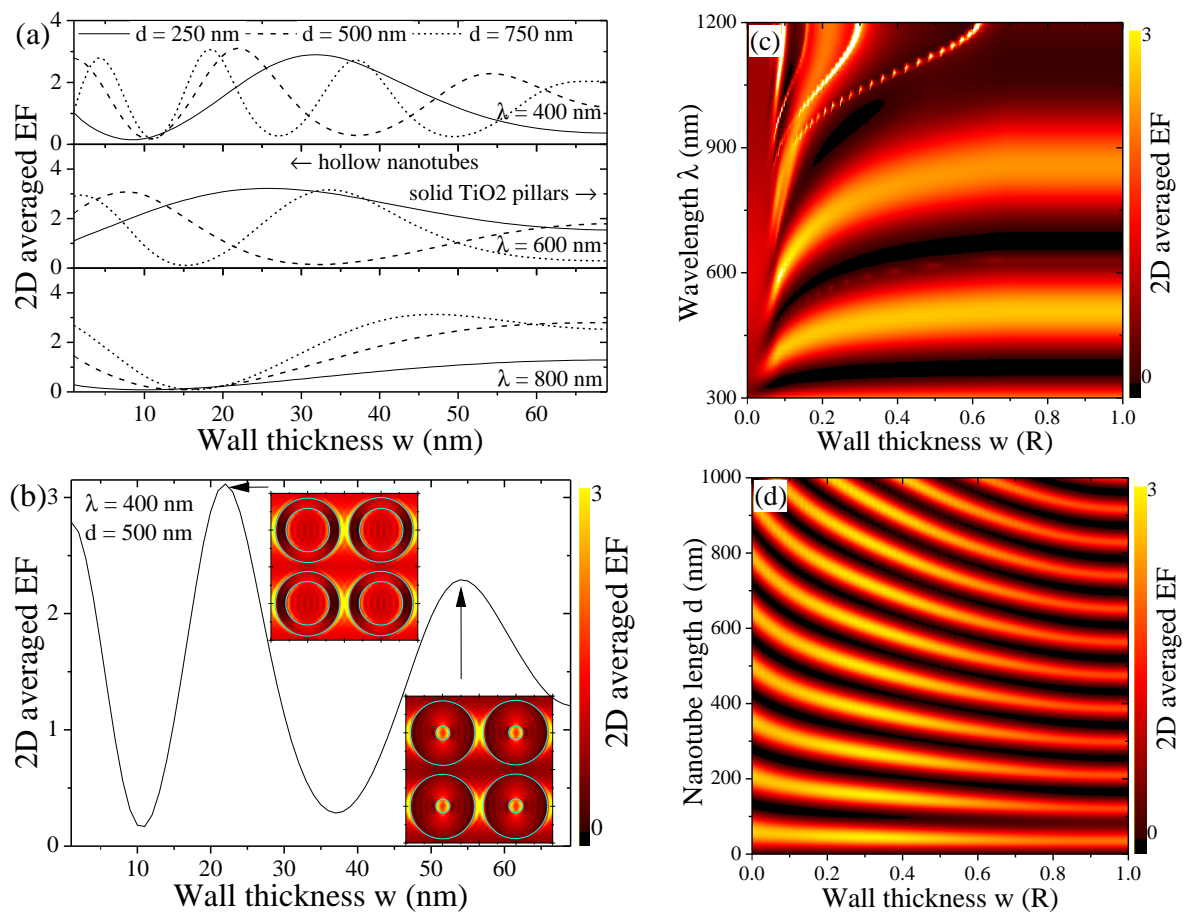 (a)
d = 250 nm d = 500 nm d = 750 nm
4
2
0
λ = 400 nm
4
2
0
← hollow nanotubes
solid TiO2 pillars →
λ = 600 nm
4
2
0
λ = 800 nm
2D averaged EF
10 20 30 40 50 60
Wall thickness w (nm)
(b)
λ = 400 nm
d = 500 nm
3
2
1
0
2D averaged EF
10 20 30 40 50 60
Wall thickness w (nm)
3
0
2D averaged EF
(c)
1200
900
600
300
Wavelength λ (nm)
0.0 0.2 0.4 0.6 0.8 1.0
Wall thickness w (R)
3
0
2D averaged EF
(d)
1000
900
800
700
600
500
400
300
200
100
0
Nanotube length d (nm)
0.0 0.2 0.4 0.6 0.8 1.0
Wall thickness w (R)
3
0
2D averaged EF